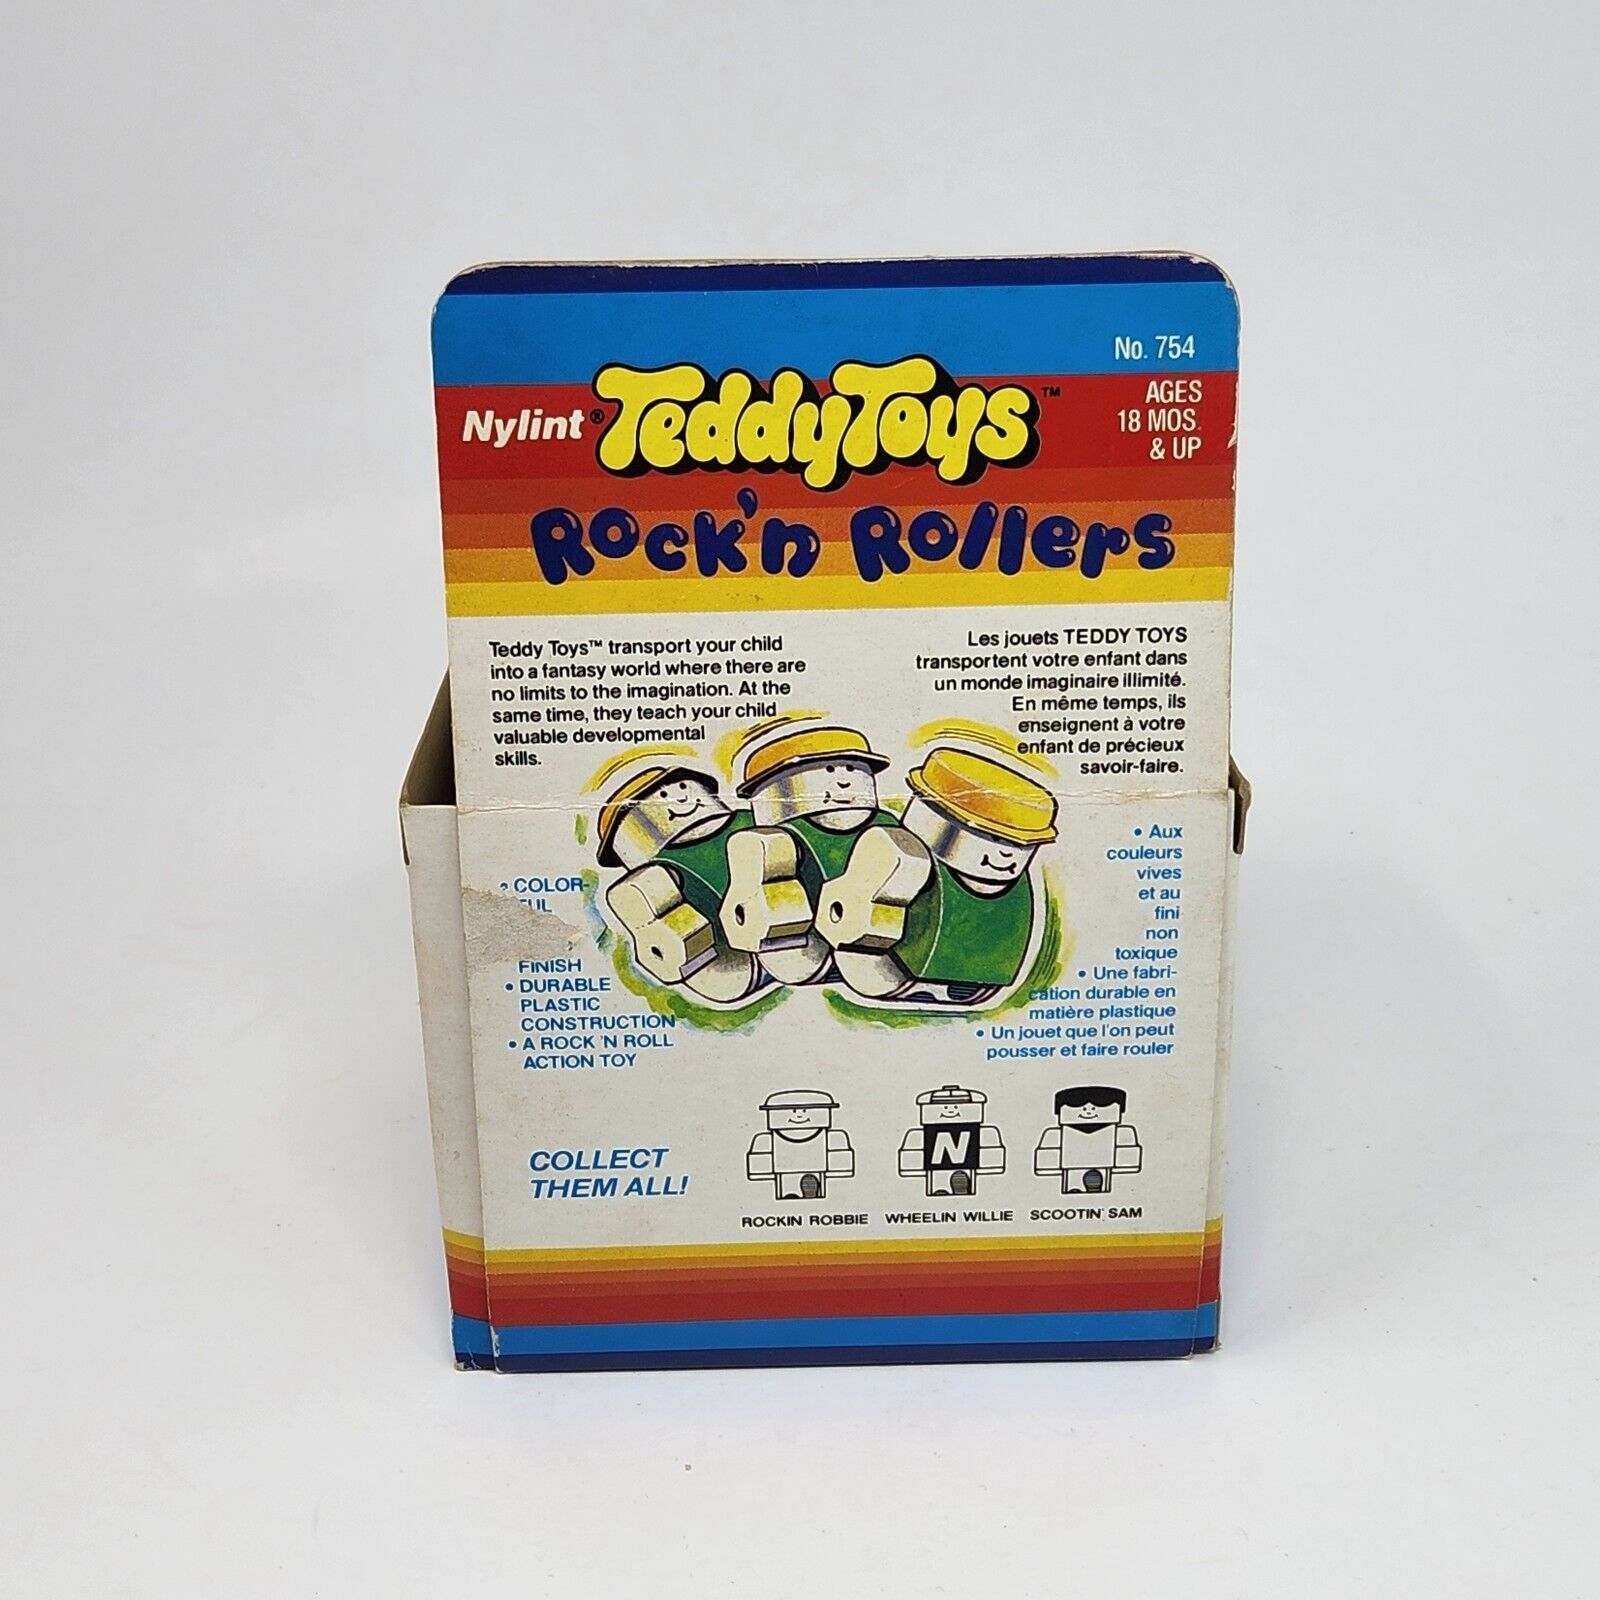 No. 754
Nylint® TeddyToys™
AGES
18 MOS.
& UP
Rock'n Rollers
Teddy Toys™ transport your child
into a fantasy world where there are
no limits to the imagination. At the
same time, they teach your child
valuable developmental
skills.
Les jouets TEDDY TOYS
transportent votre enfant dans
un monde imaginaire illimité.
En même temps, ils
enseignent à votre
enfant de précieux
savoir-faire.
• COLOR-
FUL
FINISH
• DURABLE
PLASTIC
CONSTRUCTION
• A ROCK 'N ROLL
ACTION TOY
• Aux
couleurs
vives
et au
fini
non
toxique
• Une fabri-
cation durable en
matière plastique
• Un jouet que l'on peut
pousser et faire rouler
COLLECT
THEM ALL!
N
ROCKIN ROBBIE
WHEELIN WILLIE
SCOOTIN' SAM